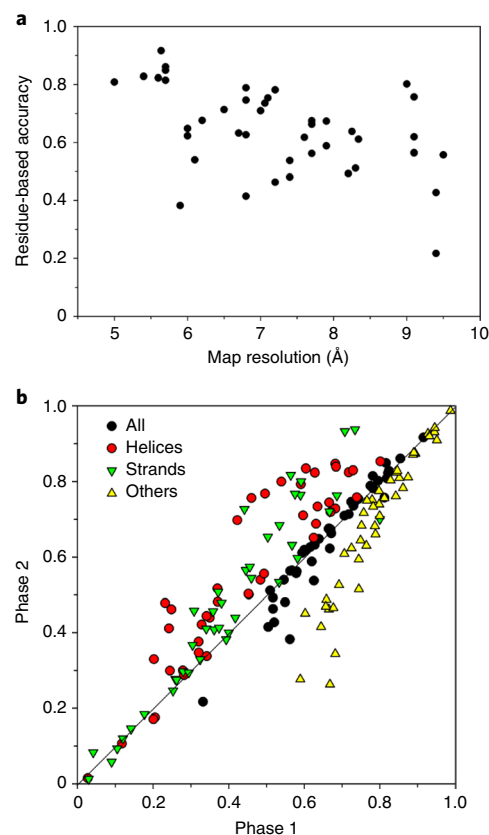 a
1.0
0.8
0.6
0.4
0.2
0
Residue-based accuracy
5 6 7 8 9 10
Map resolution (Å)
b
1.0
0.8
0.6
0.4
0.2
0
Phase 2
All
Helices
Strands
Others
0 0.2 0.4 0.6 0.8 1.0
Phase 1